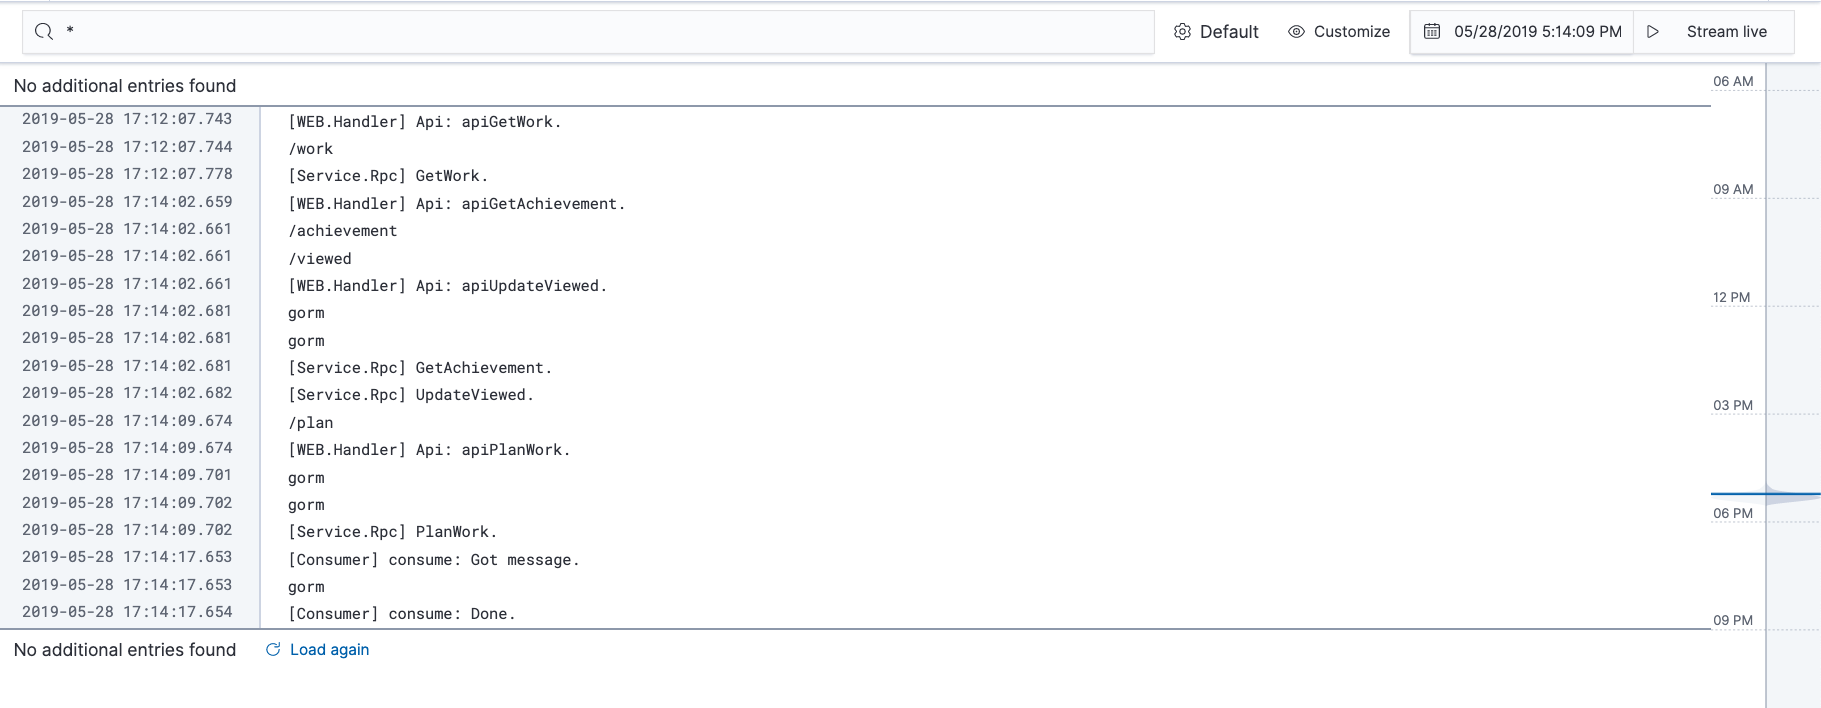 *
Default
Customize
05/28/2019 5:14:09 PM
Stream live
No additional entries found
2019-05-28 17:12:07.743 [WEB.Handler] Api: apiGetWork.
2019-05-28 17:12:07.744 /work
2019-05-28 17:12:07.778 [Service.Rpc] GetWork.
2019-05-28 17:14:02.659 [WEB.Handler] Api: apiGetAchievement.
2019-05-28 17:14:02.661 /achievement
2019-05-28 17:14:02.661 /viewed
2019-05-28 17:14:02.661 [WEB.Handler] Api: apiUpdateViewed.
2019-05-28 17:14:02.681 gorm
2019-05-28 17:14:02.681 gorm
2019-05-28 17:14:02.681 [Service.Rpc] GetAchievement.
2019-05-28 17:14:02.682 [Service.Rpc] UpdateViewed.
2019-05-28 17:14:09.674 /plan
2019-05-28 17:14:09.674 [WEB.Handler] Api: apiPlanWork.
2019-05-28 17:14:09.701 gorm
2019-05-28 17:14:09.702 gorm
2019-05-28 17:14:09.702 [Service.Rpc] PlanWork.
2019-05-28 17:14:17.653 [Consumer] consume: Got message.
2019-05-28 17:14:17.653 gorm
2019-05-28 17:14:17.654 [Consumer] consume: Done.
No additional entries found Load again
06 AM
09 AM
12 PM
03 PM
06 PM
09 PM